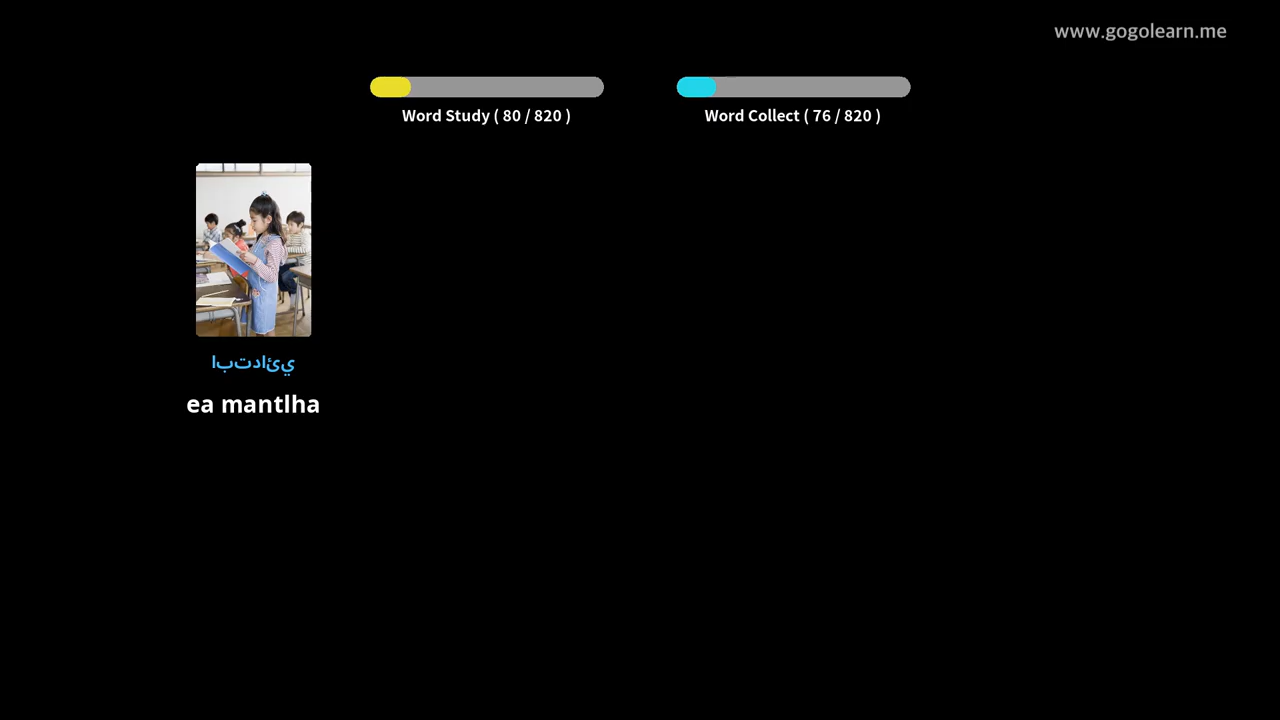 www.gogolearn.me
Word Study ( 80 / 820 )
Word Collect ( 76 / 820 )
ابتدائي
ea mantlha